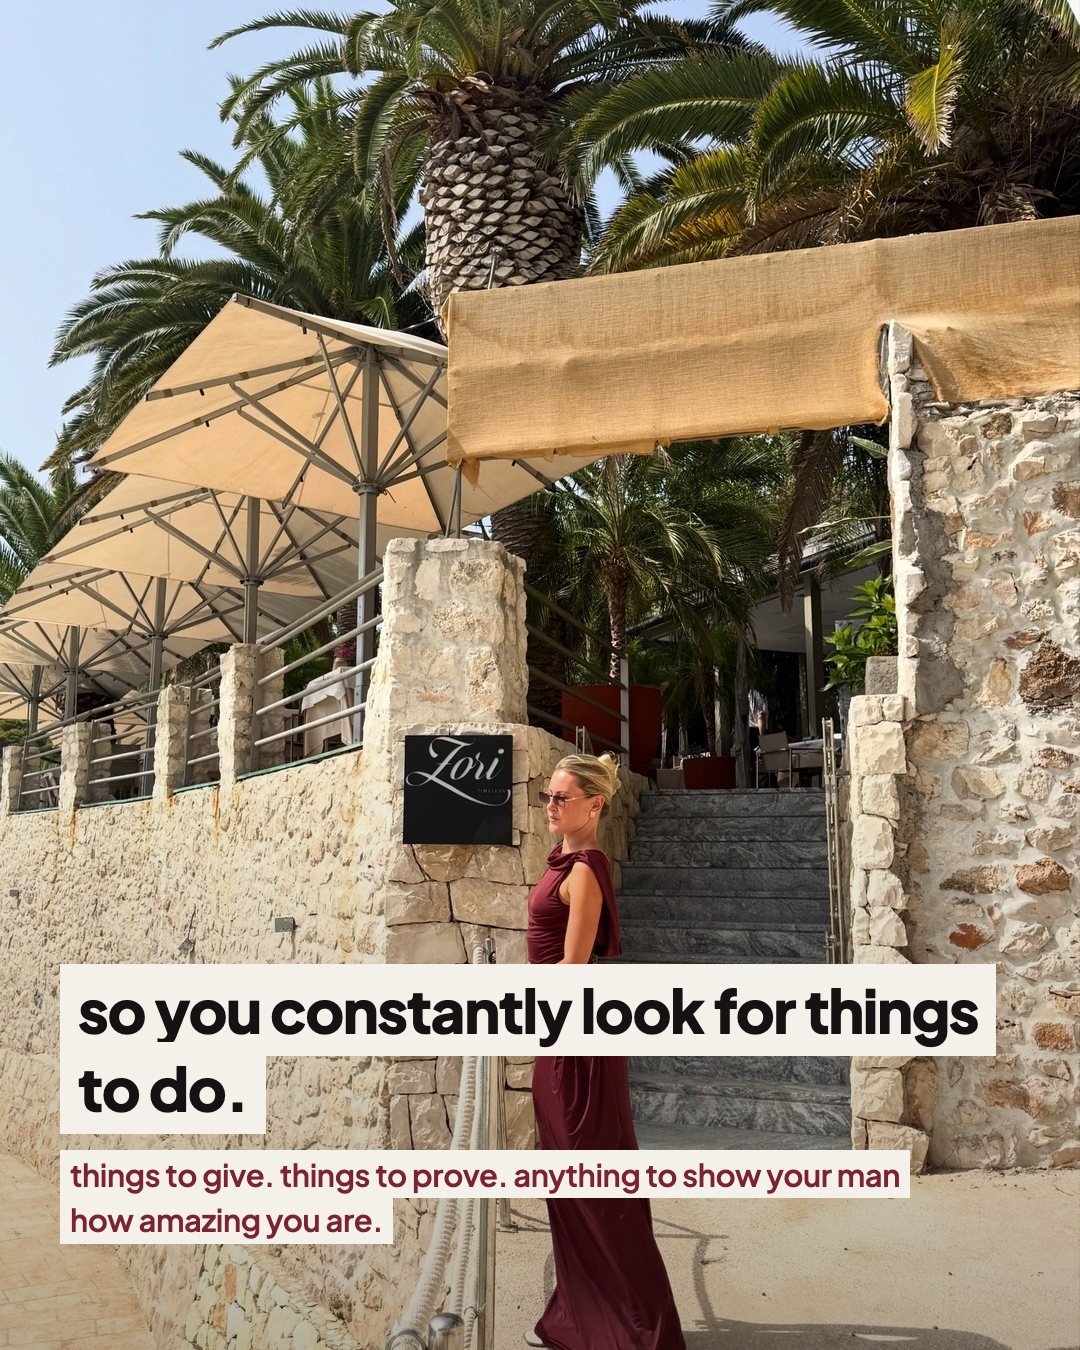 Zori
TIMELESS
so you constantly look for things
to do.
things to give. things to prove. anything to show your man
how amazing you are.